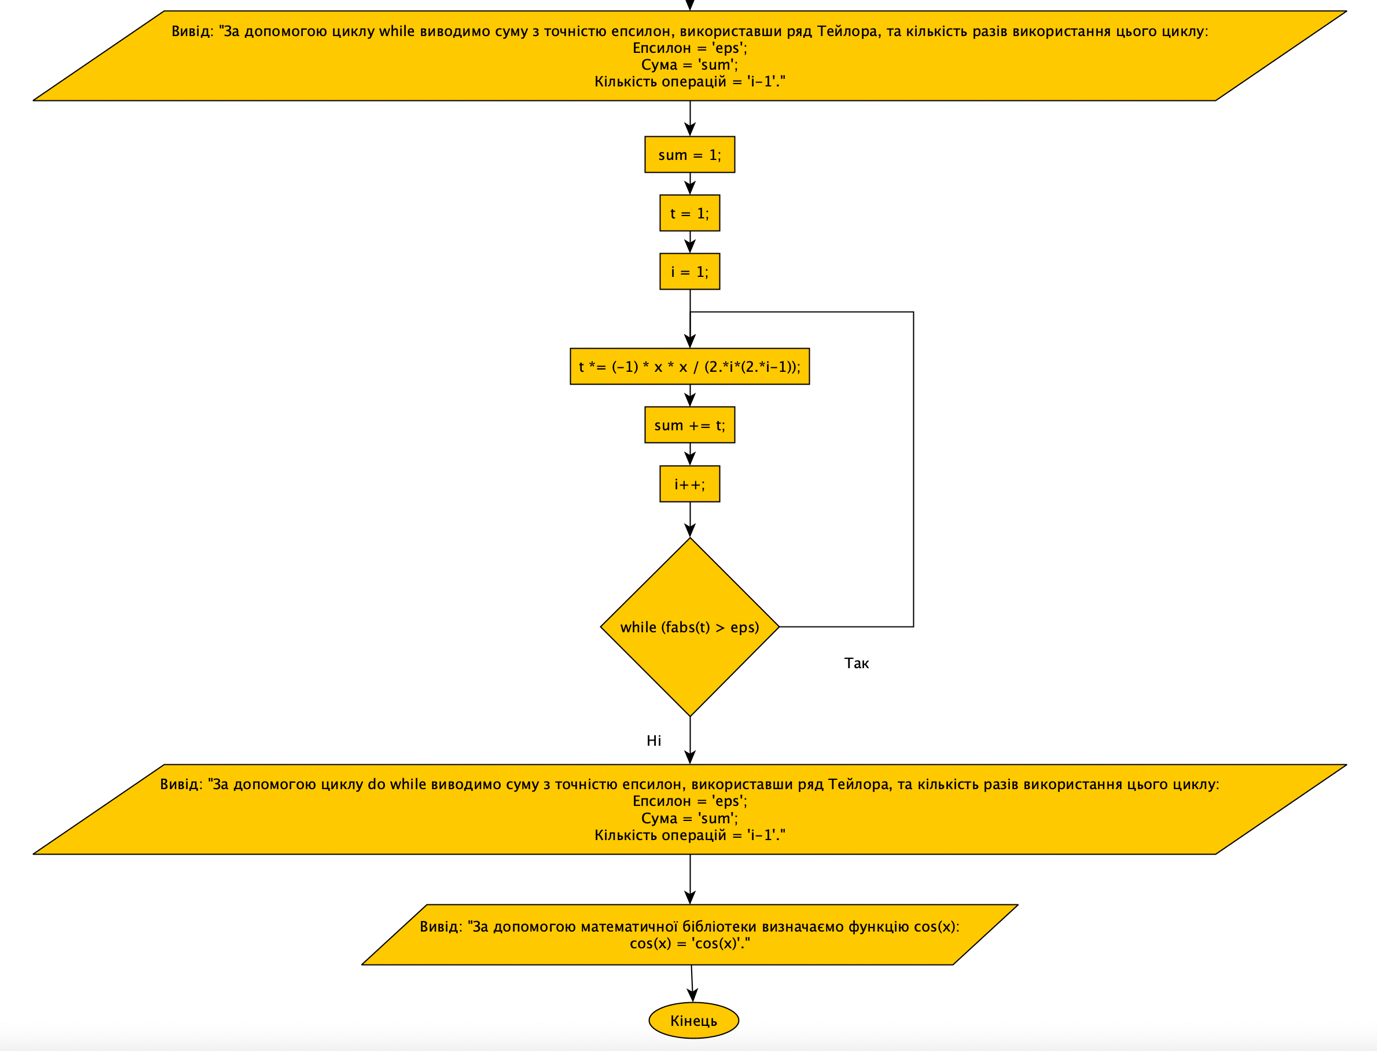 Вивід: "За допомогою циклу while виводимо суму з точністю епсилон, використавши ряд Тейлора, та кількість разів використання цього циклу:
Епсилон = 'eps';
Сума = 'sum';
Кількість операцій = 'i-1'."
sum = 1;
t = 1;
i = 1;
t *= (-1) * x * x / (2.*i*(2.*i-1));
sum += t;
i++;
while (fabs(t) > eps)
Так
Ні
Вивід: "За допомогою циклу do while виводимо суму з точністю епсилон, використавши ряд Тейлора, та кількість разів використання цього циклу:
Епсилон = 'eps';
Сума = 'sum';
Кількість операцій = 'i-1'."
Вивід: "За допомогою математичної бібліотеки визначаємо функцію cos(x):
cos(x) = 'cos(x)'."
Кінець